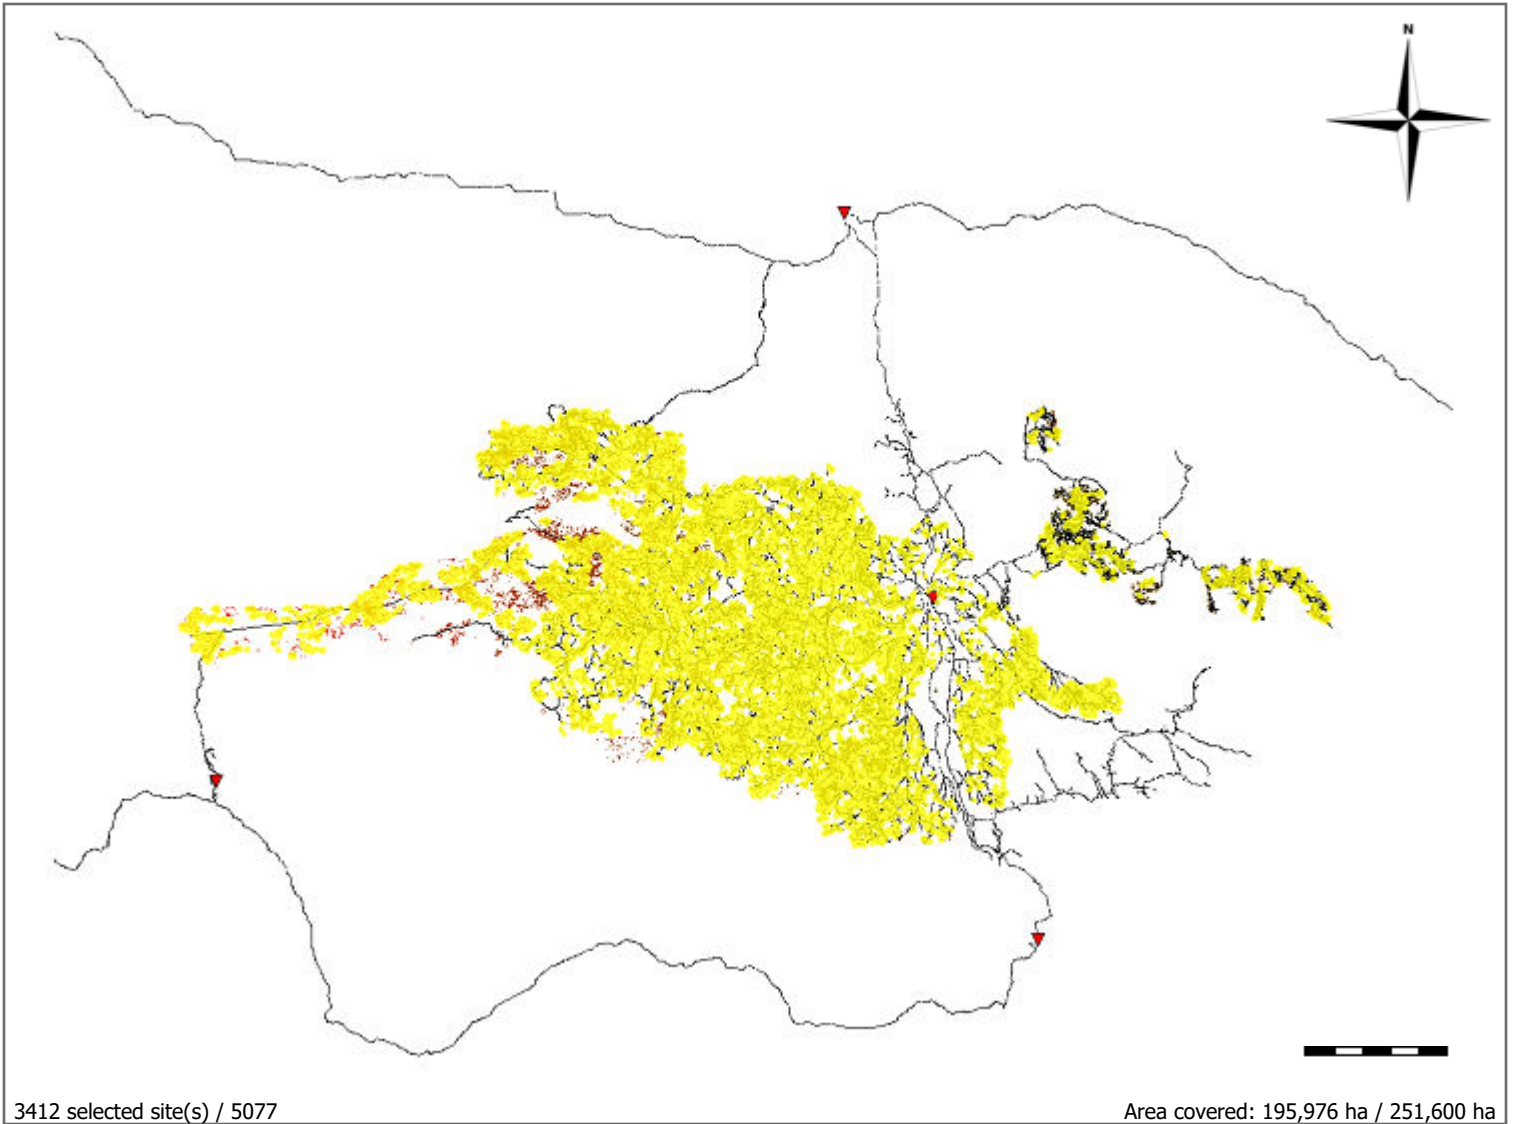 N
3412 selected site(s) / 5077
Area covered: 195,976 ha / 251,600 ha